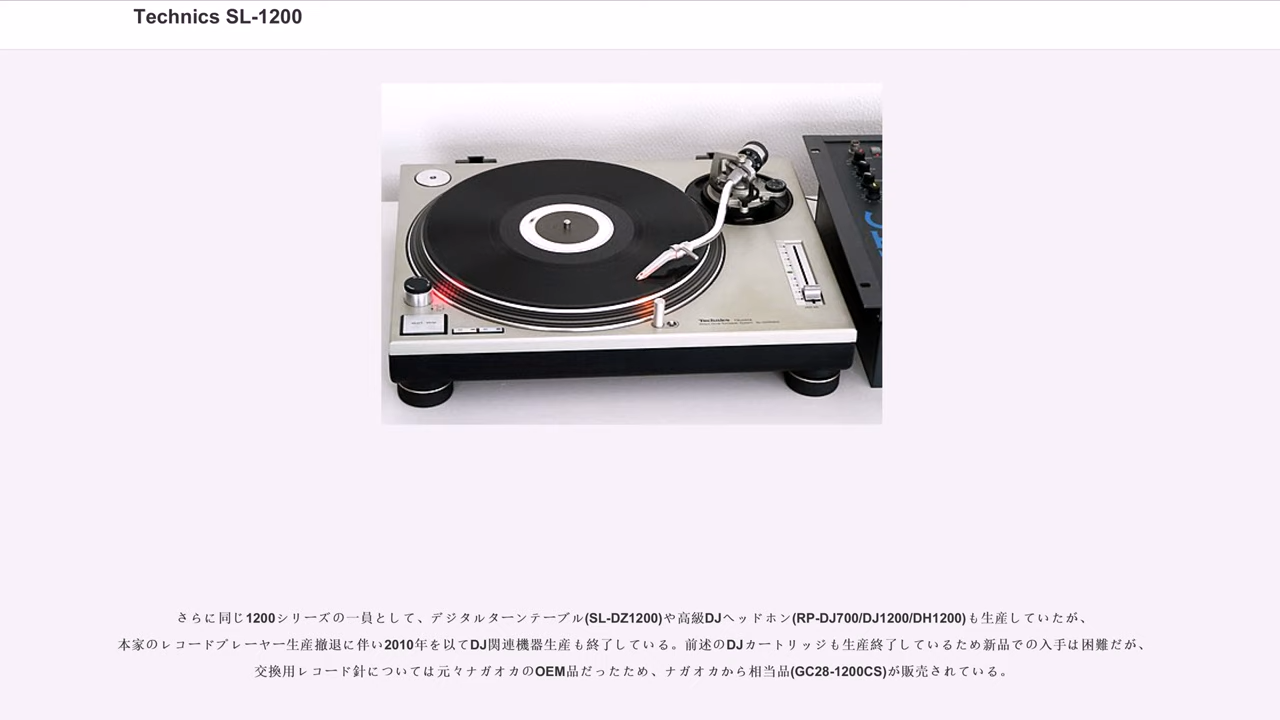 Technics SL-1200
Technics
さらに同じ1200シリーズの一員として、デジタルターンテーブル(SL-DZ1200)や高級DJヘッドホン(RP-DJ700/DJ1200/DH1200)も生産していたが、
本家のレコードプレーヤー生産撤退に伴い2010年を以てDJ関連機器生産も終了している。前述のDJカートリッジも生産終了しているため新品での入手は困難だが、
交換用レコード針については元々ナガオカのOEM品だったため、ナガオカから相当品(GC28-1200CS)が販売されている。